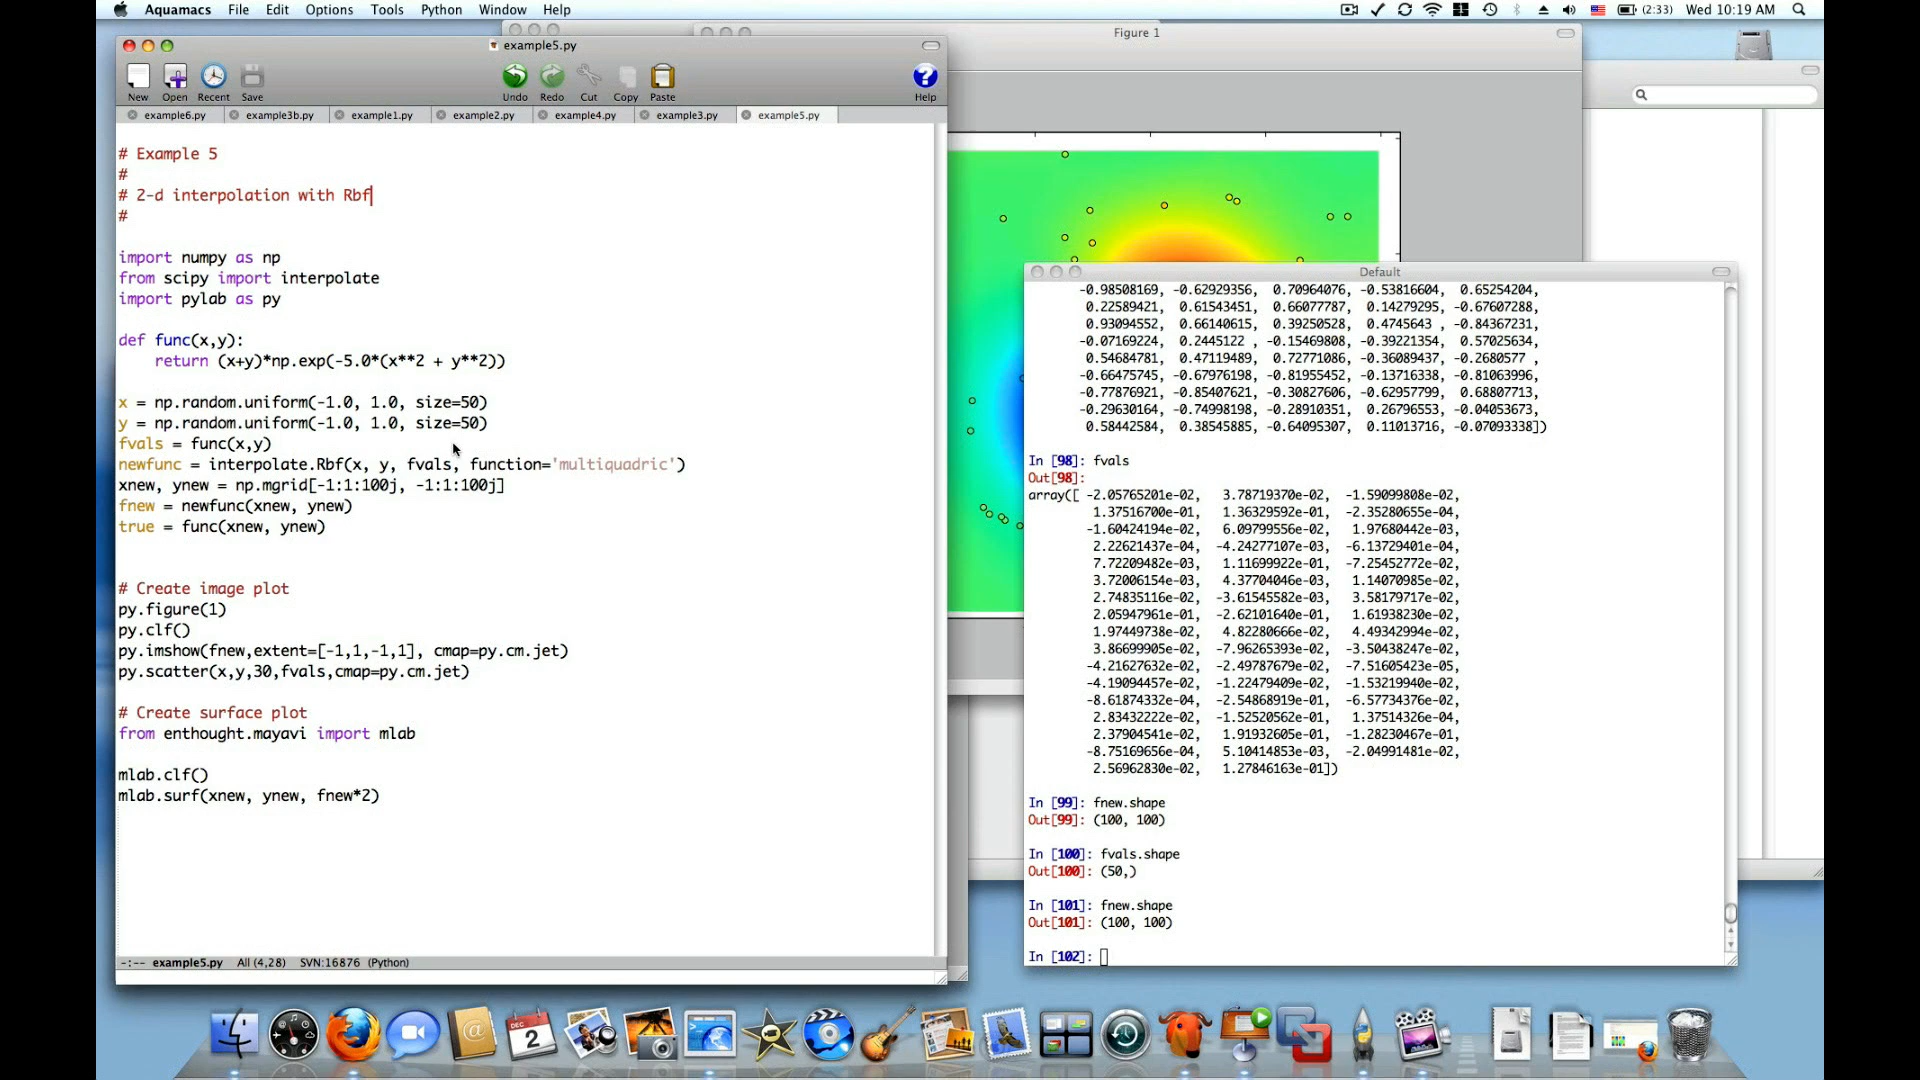 Aquamacs File Edit Options Tools Python Window Help
(2:33) Wed 10:19 AM
example5.py
New Open Recent Save Undo Redo Cut Copy Paste Help
example6.py example3b.py example1.py example2.py example4.py example3.py example5.py
# Example 5
#
# 2-d interpolation with Rbf
#
import numpy as np
from scipy import interpolate
import pylab as py
def func(x,y):
return (x+y)*np.exp(-5.0*(x**2 + y**2))
x = np.random.uniform(-1.0, 1.0, size=50)
y = np.random.uniform(-1.0, 1.0, size=50)
fvals = func(x,y)
newfunc = interpolate.Rbf(x, y, fvals, function='multiquadric')
xnew, ynew = np.mgrid[-1:1:100j, -1:1:100j]
fnew = newfunc(xnew, ynew)
true = func(xnew, ynew)
# Create image plot
py.figure(1)
py.clf()
py.imshow(fnew,extent=[-1,1,-1,1], cmap=py.cm.jet)
py.scatter(x,y,30,fvals,cmap=py.cm.jet)
# Create surface plot
from enthought.mayavi import mlab
mlab.clf()
mlab.surf(xnew, ynew, fnew*2)
-:-- example5.py All (4,28) SVN:16876 (Python)
Figure 1
Default
-0.98508169, -0.62929356, 0.70964076, -0.53816604, 0.65254204,
0.22589421, 0.61543451, 0.66077787, 0.14279295, -0.67607288,
0.93094552, 0.66140615, 0.39250528, 0.4745643 , -0.84367231,
-0.07169224, 0.2445122 , -0.15469808, -0.39221354, 0.57025634,
0.54684781, 0.47119489, 0.72771086, -0.36089437, -0.2680577 ,
-0.66475745, -0.67976198, -0.81955452, -0.13716338, -0.81063996,
-0.77876921, -0.85407621, -0.30827606, -0.62957799, 0.68807713,
-0.29630164, -0.74998198, -0.28910351, 0.26796553, -0.04053673,
0.58442584, 0.38545885, -0.64095307, 0.11013716, -0.07093338])
In [98]: fvals
Out[98]:
array([ -2.05765201e-02, 3.78719370e-02, -1.59099808e-02,
1.37516700e-01, 1.36329592e-01, -2.35280655e-04,
-1.60424194e-02, 6.09799556e-02, 1.97680442e-03,
2.22621437e-04, -4.24277107e-03, -6.13729401e-04,
7.72209482e-03, 1.11699922e-01, -7.25452772e-02,
3.72006154e-03, 4.37704046e-03, 1.14070985e-02,
2.74835116e-02, -3.61545582e-03, 3.58179717e-02,
2.05947961e-01, -2.62101640e-01, 1.61938230e-02,
1.97449738e-02, 4.82280666e-02, 4.49342994e-02,
3.86699905e-02, -7.96265393e-02, -3.50438247e-02,
-4.21627632e-02, -2.49787679e-02, -7.51605423e-05,
-4.19094457e-02, -1.22479409e-02, -1.53219940e-02,
-8.61874332e-04, -2.54868919e-01, -6.57734376e-02,
2.83432222e-02, -1.52520562e-01, 1.37514326e-04,
2.37904541e-02, 1.91932605e-01, -1.28230467e-01,
-8.75169656e-04, 5.10414853e-03, -2.04991481e-02,
2.56962830e-02, 1.27846163e-01])
In [99]: fnew.shape
Out[99]: (100, 100)
In [100]: fvals.shape
Out[100]: (50,)
In [101]: fnew.shape
Out[101]: (100, 100)
In [102]:
DEC
2